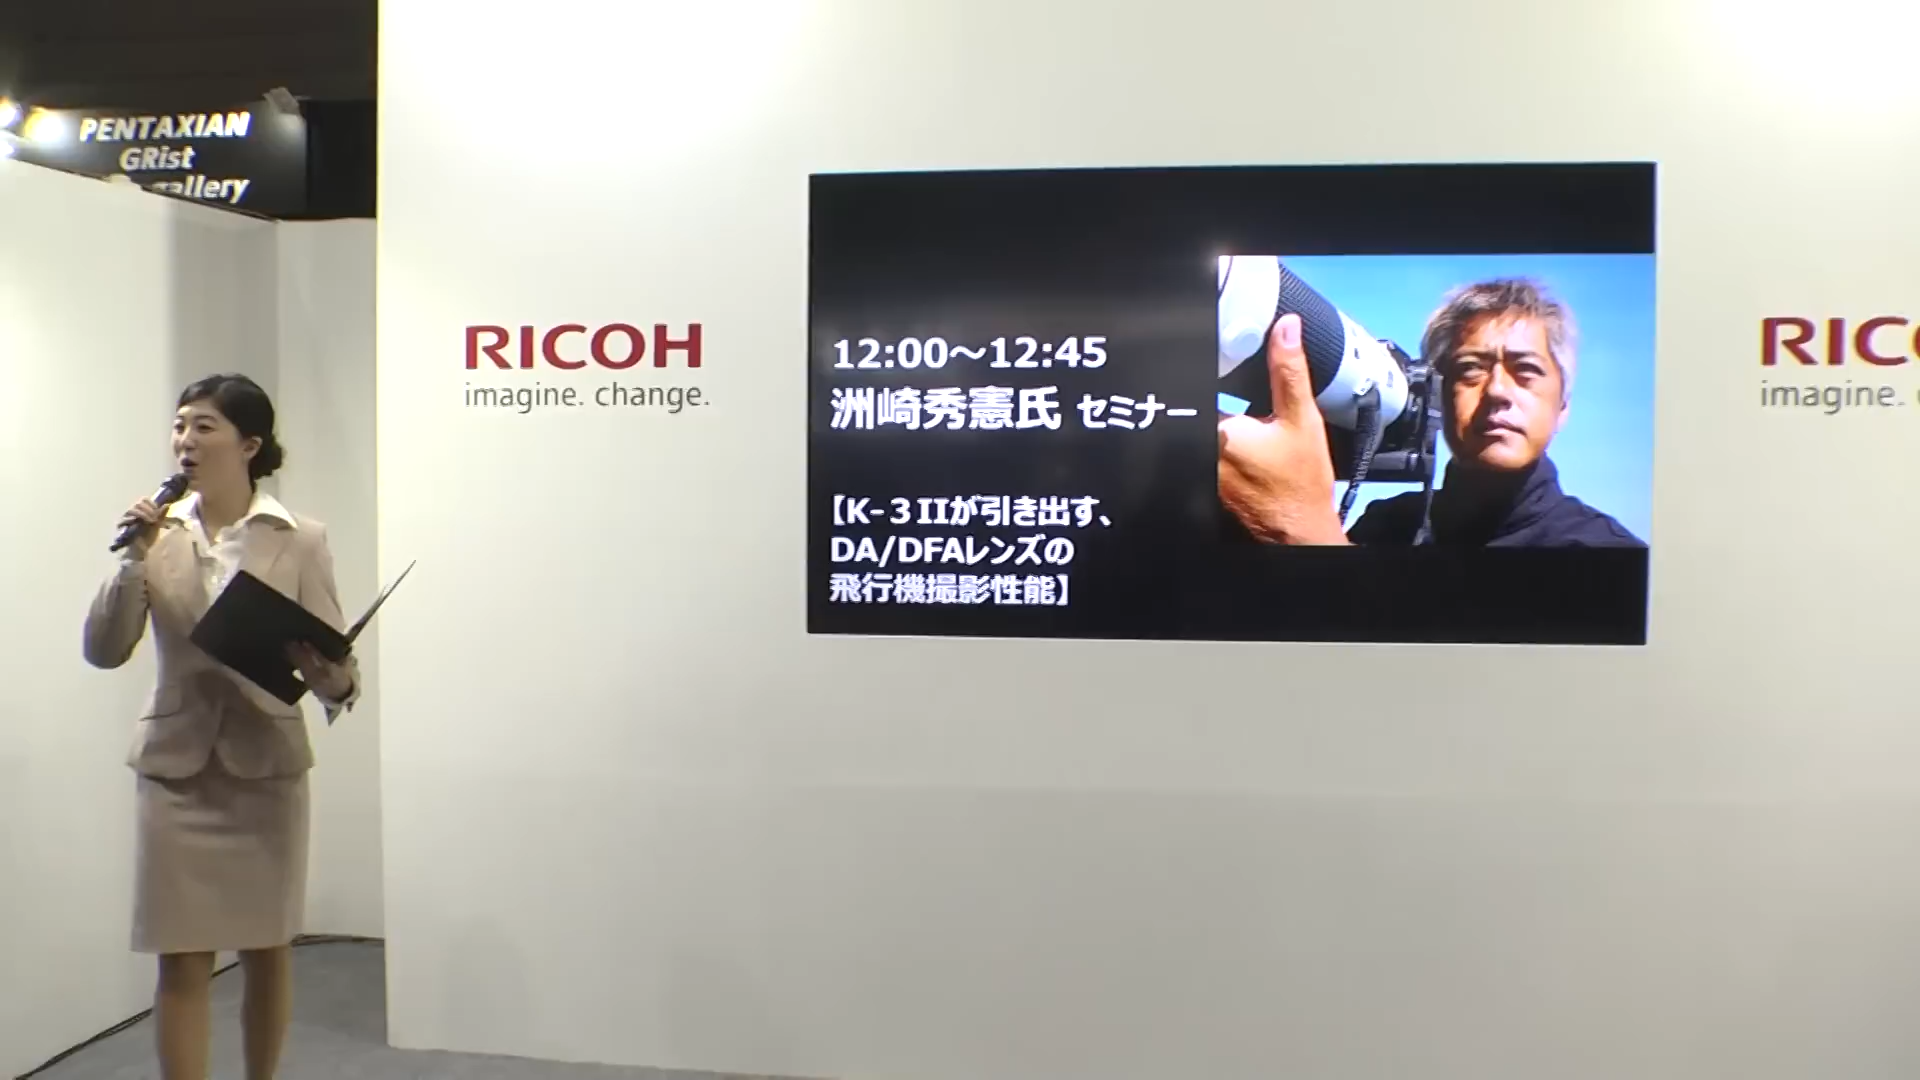 PENTAXIAN
GRist
gallery
RICOH
imagine. change.
12:00～12:45
洲崎秀憲氏 セミナー
【K-３IIが引き出す、
DA/DFAレンズの
飛行機撮影性能】
RIC
imagine.